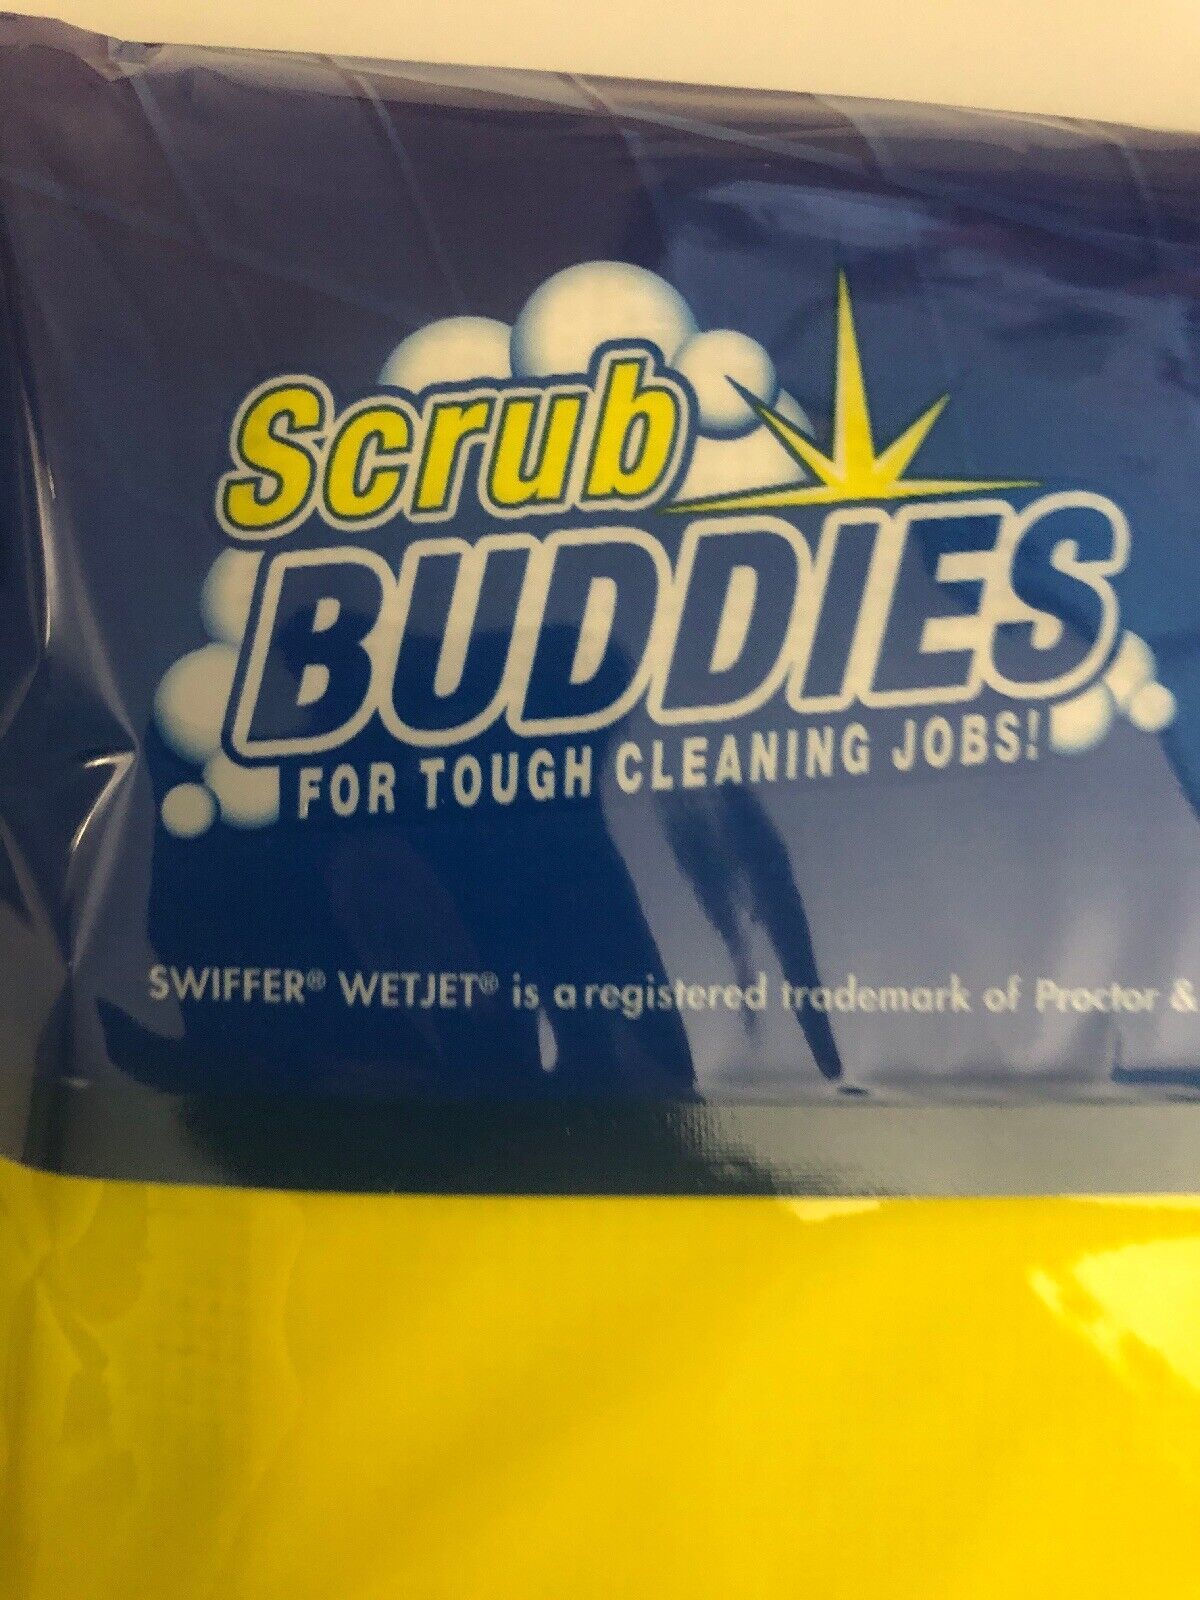 Scrub
BUDDIES
FOR TOUGH CLEANING JOBS!
SWIFFER® WETJET® is a registered trademark of Proctor &